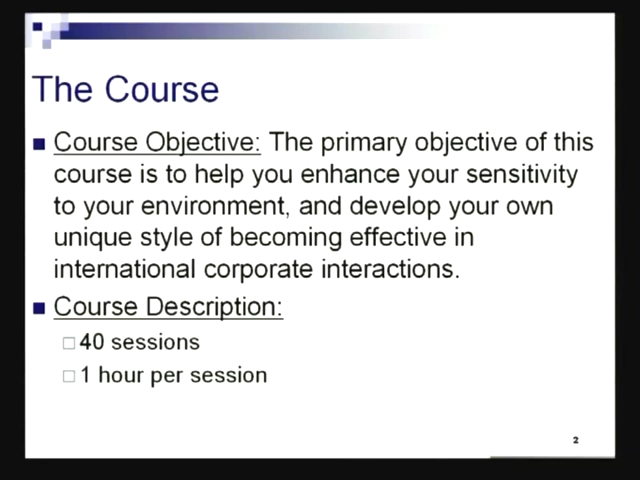 The Course
Course Objective: The primary objective of this
course is to help you enhance your sensitivity
to your environment, and develop your own
unique style of becoming effective in
international corporate interactions.
Course Description:
40 sessions
1 hour per session
2